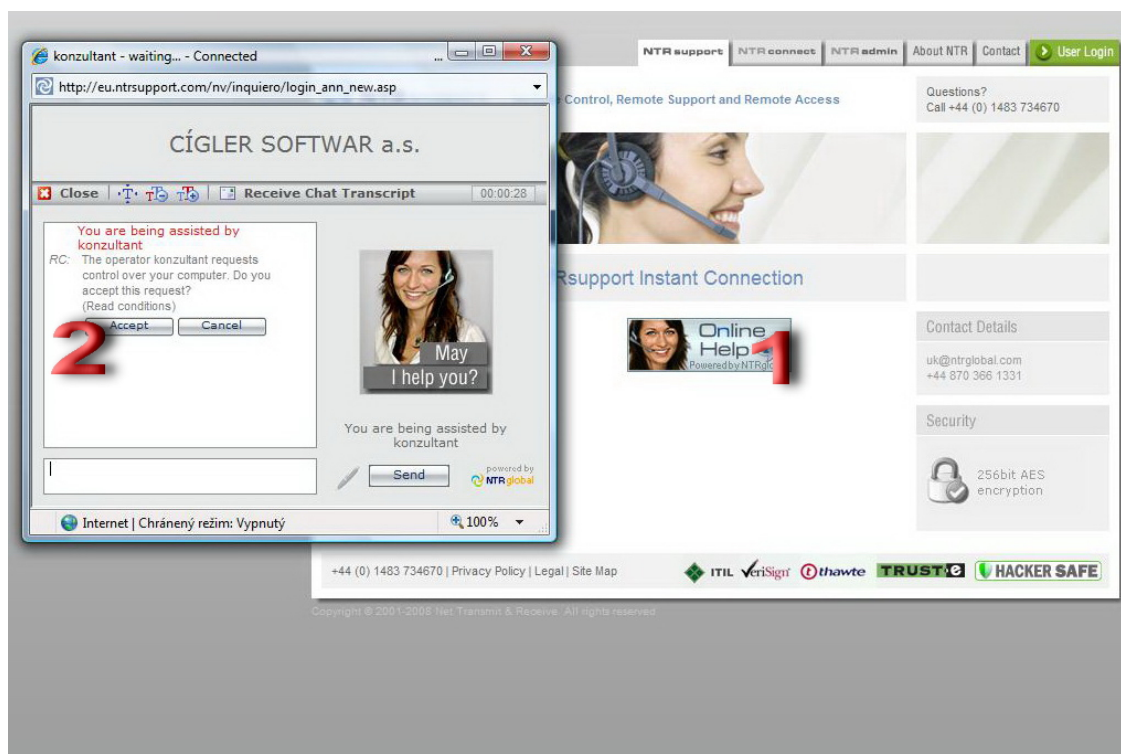 konzultant - waiting... - Connected
http://eu.ntrsupport.com/nv/inquiero/login_ann_new.asp
CÍGLER SOFTWAR a.s.
Close
Receive Chat Transcript
00:00:28
You are being assisted by
konzultant
RC: The operator konzultant requests
control over your computer. Do you
accept this request?
(Read conditions)
Accept
Cancel
2
May
I help you?
You are being assisted by
konzultant
Send
powered by
NTRglobal
Internet | Chránený režim: Vypnutý
100%
NTRsupport
NTRconnect
NTRadmin
About NTR
Contact
User Login
Control, Remote Support and Remote Access
Questions?
Call +44 (0) 1483 734670
Rsupport Instant Connection
Online
Help
Powered by NTRglo
1
Contact Details
uk@ntrglobal.com
+44 870 366 1331
Security
256bit AES
encryption
+44 (0) 1483 734670 | Privacy Policy | Legal | Site Map
ITIL
VeriSign
thawte
TRUSTe
HACKER SAFE
Copyright © 2001-2008 Net Transmit & Receive. All rights reserved